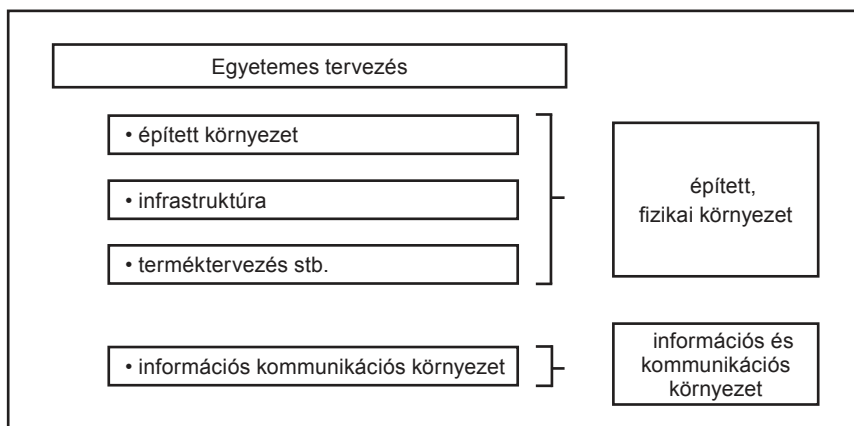 Egyetemes tervezés
• épített környezet
• infrastruktúra
• terméktervezés stb.
épített,
fizikai környezet
• információs kommunikációs környezet
információs és
kommunikációs
környezet